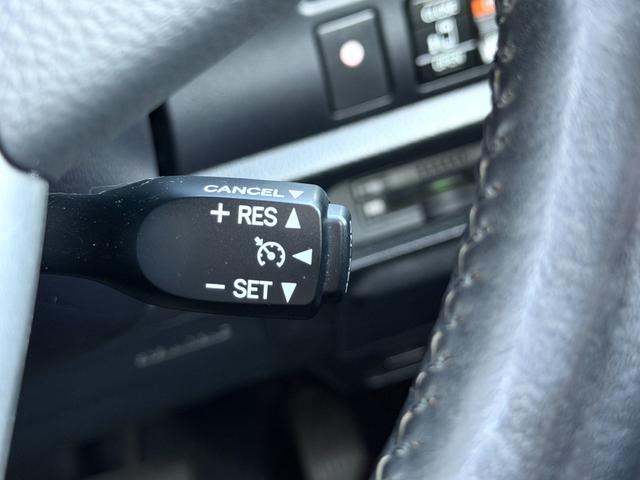 CANCEL ▼
+ RES ▲
◀
− SET ▼